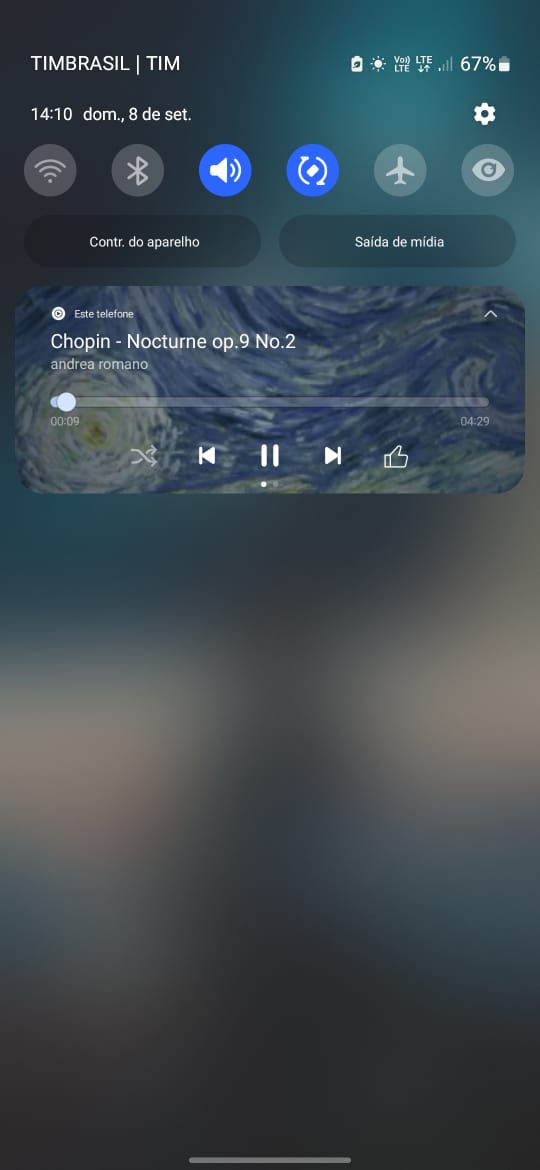 TIMBRASIL | TIM
Vo)) LTE
LTE
67%
14:10 dom., 8 de set.
Contr. do aparelho
Saída de mídia
Este telefone
Chopin - Nocturne op.9 No.2
andrea romano
00:09
04:29